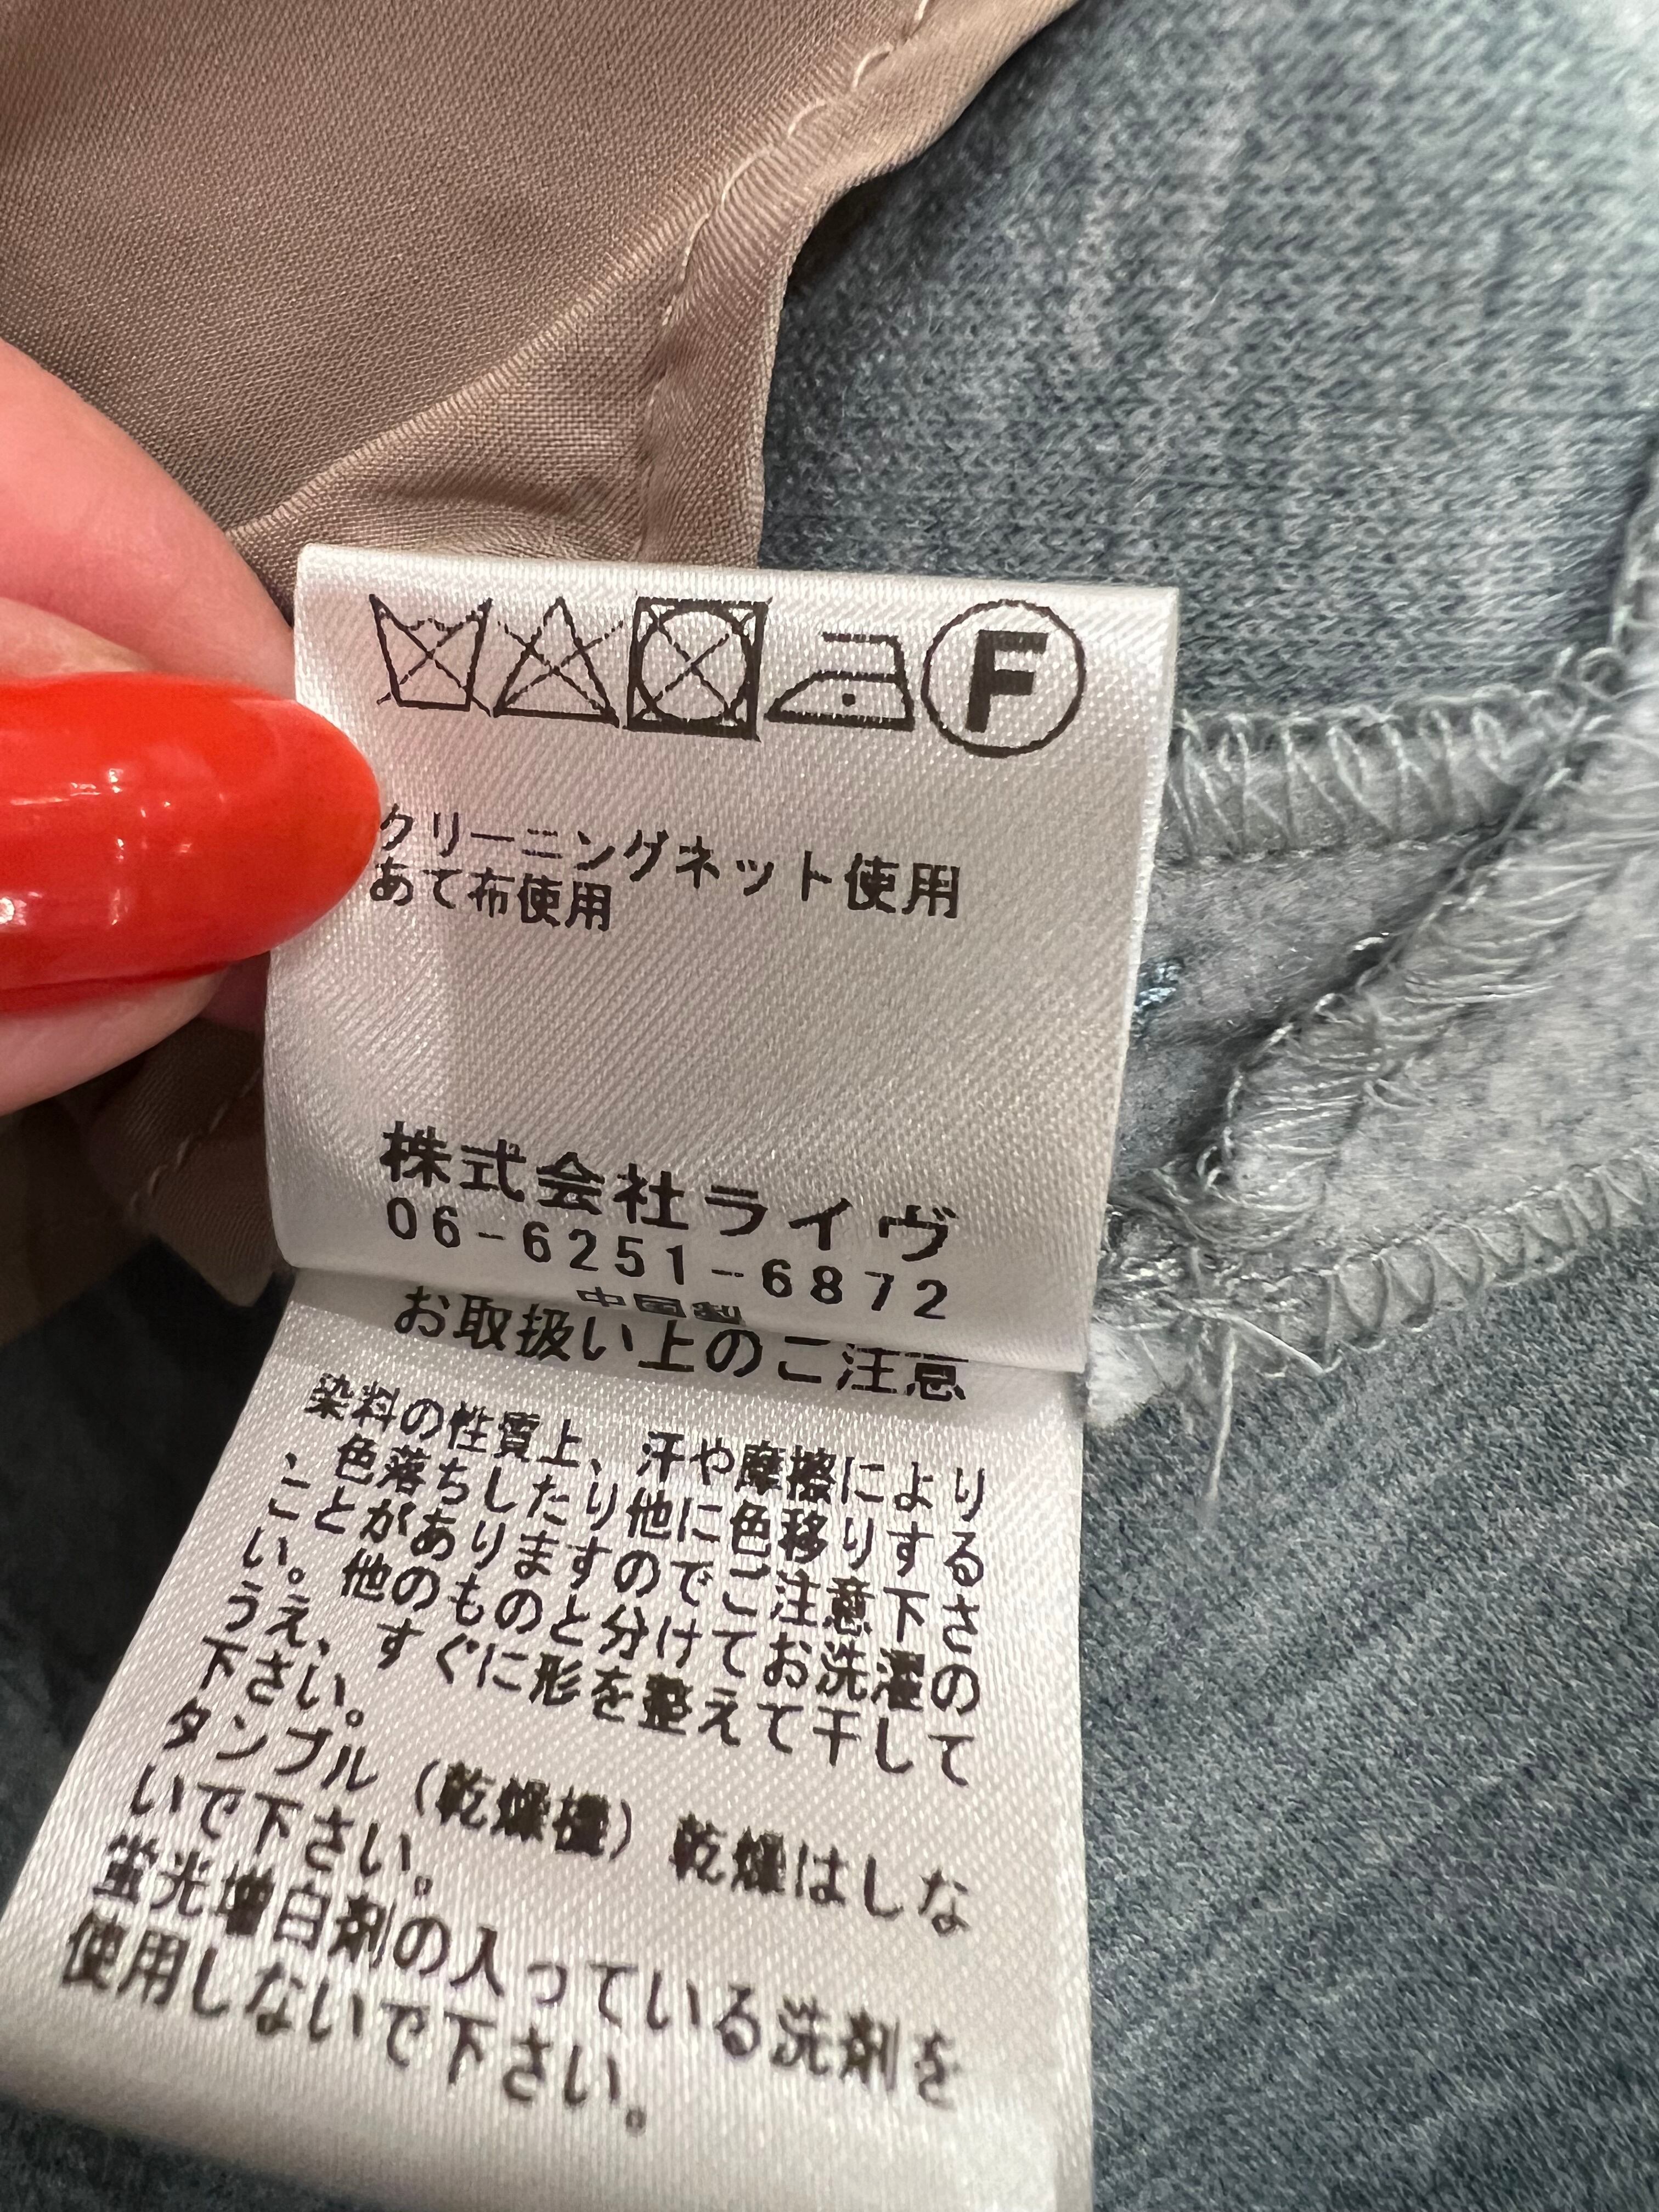 F
クリーニングネット使用
あて布使用
株式会社ライヴ
06-6251-6872
中国製
お取扱い上のご注意
染料の性質上、汗や摩擦により
、色落ちしたり他に色移りする
ことがありますのでご注意下さ
い。他のものと分けてお洗濯の
うえ、すぐに形を整えて干して
下さい。
タンブル（乾燥機）乾燥はしな
いで下さい。
蛍光増白剤の入っている洗剤を
使用しないで下さい。